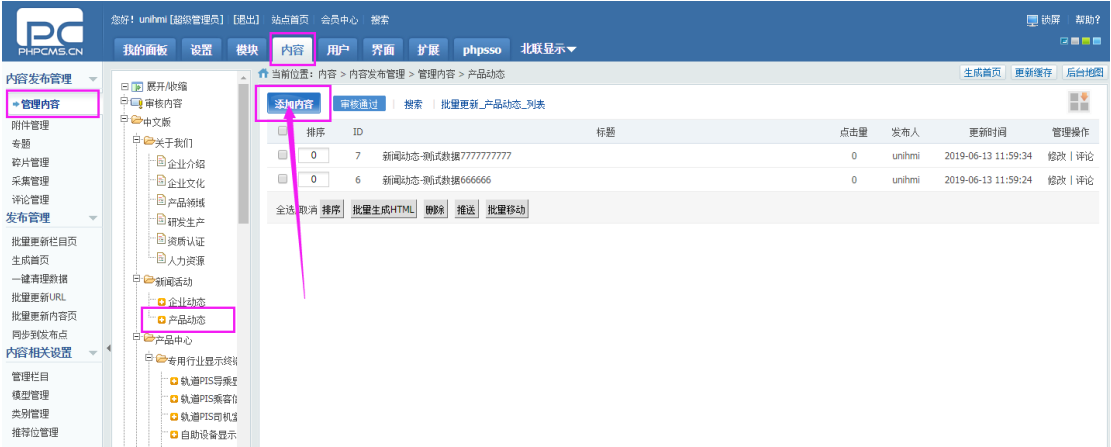 您好！unihmi [超级管理员] [退出] 站点首页 会员中心 搜索
锁屏 帮助?
PHPCMS.CN
我的面板 设置 模块 内容 用户 界面 扩展 phpsso 北联显示
当前位置：内容 > 内容发布管理 > 管理内容 > 产品动态
生成首页 更新缓存 后台地图
内容发布管理
管理内容
附件管理
专题
碎片管理
采集管理
评论管理
发布管理
批量更新栏目页
生成首页
一键清理数据
批量更新URL
批量更新内容页
同步到发布点
内容相关设置
管理栏目
模型管理
类别管理
推荐位管理
展开/收缩
审核内容
中文版
关于我们
企业介绍
企业文化
产品领域
研发生产
资质认证
人力资源
新闻活动
企业动态
产品动态
产品中心
专用行业显示终端
轨道PIS导乘显
轨道PIS乘客信
轨道PIS司机室
自助设备显示
添加内容 审核通过 搜索 批量更新_产品动态_列表
排序 ID 标题 点击量 发布人 更新时间 管理操作
0 7 新闻动态-测试数据7777777777 0 unihmi 2019-06-13 11:59:34 修改 | 评论
0 6 新闻动态-测试数据666666 0 unihmi 2019-06-13 11:59:24 修改 | 评论
全选/取消 排序 批量生成HTML 删除 推送 批量移动